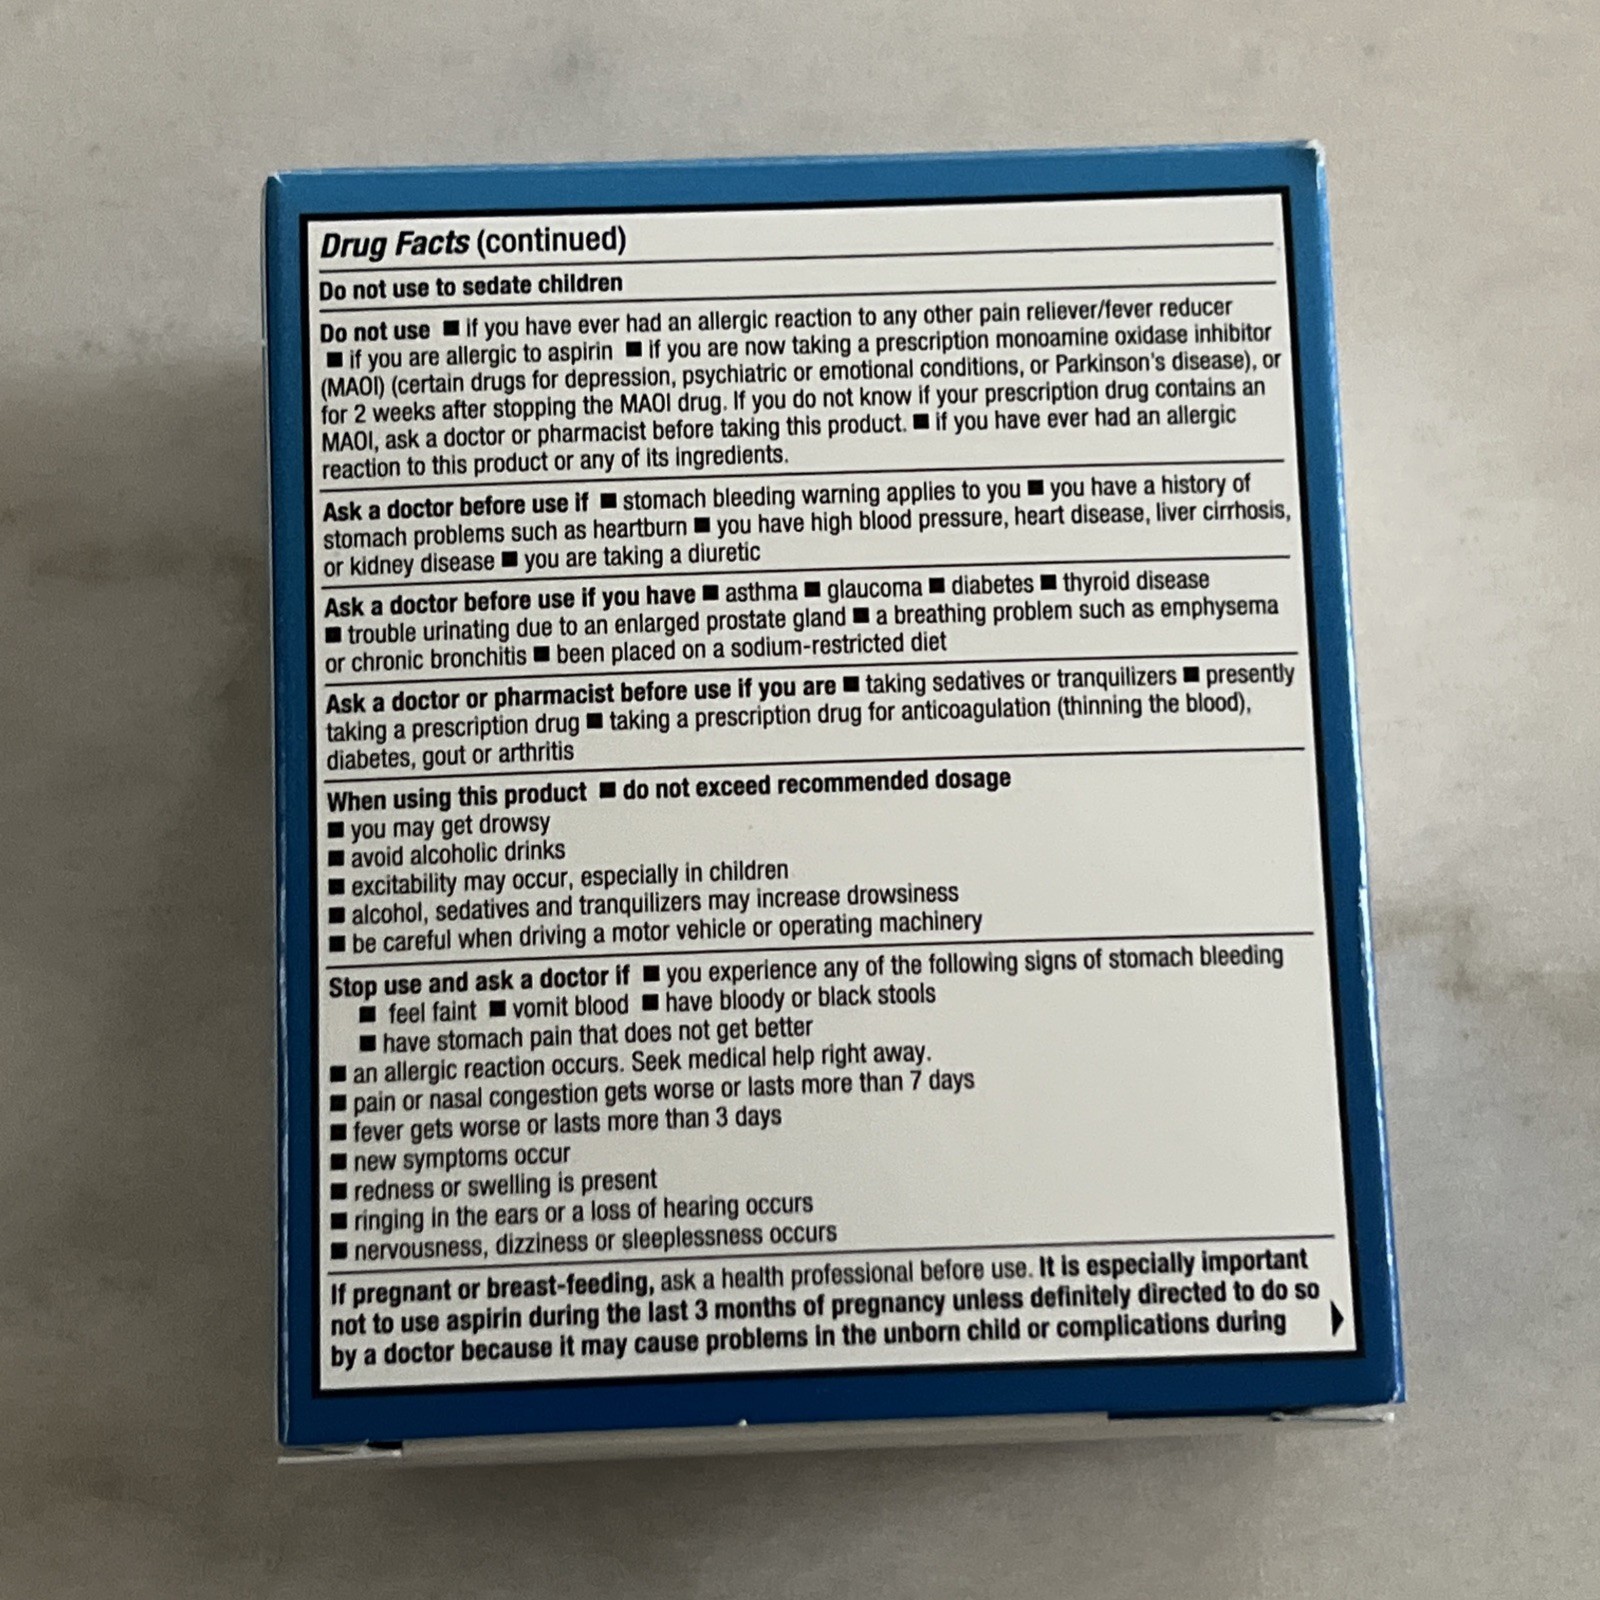 Drug Facts (continued)
Do not use to sedate children
Do not use ■ if you have ever had an allergic reaction to any other pain reliever/fever reducer
■ if you are allergic to aspirin ■ if you are now taking a prescription monoamine oxidase inhibitor
(MAOI) (certain drugs for depression, psychiatric or emotional conditions, or Parkinson's disease), or
for 2 weeks after stopping the MAOI drug. If you do not know if your prescription drug contains an
MAOI, ask a doctor or pharmacist before taking this product. ■ if you have ever had an allergic
reaction to this product or any of its ingredients.
Ask a doctor before use if ■ stomach bleeding warning applies to you ■ you have a history of
stomach problems such as heartburn ■ you have high blood pressure, heart disease, liver cirrhosis,
or kidney disease ■ you are taking a diuretic
Ask a doctor before use if you have ■ asthma ■ glaucoma ■ diabetes ■ thyroid disease
■ trouble urinating due to an enlarged prostate gland ■ a breathing problem such as emphysema
or chronic bronchitis ■ been placed on a sodium-restricted diet
Ask a doctor or pharmacist before use if you are ■ taking sedatives or tranquilizers ■ presently
taking a prescription drug ■ taking a prescription drug for anticoagulation (thinning the blood),
diabetes, gout or arthritis
When using this product ■ do not exceed recommended dosage
■ you may get drowsy
■ avoid alcoholic drinks
■ excitability may occur, especially in children
■ alcohol, sedatives and tranquilizers may increase drowsiness
■ be careful when driving a motor vehicle or operating machinery
Stop use and ask a doctor if ■ you experience any of the following signs of stomach bleeding
■ feel faint ■ vomit blood ■ have bloody or black stools
■ have stomach pain that does not get better
■ an allergic reaction occurs. Seek medical help right away.
■ pain or nasal congestion gets worse or lasts more than 7 days
■ fever gets worse or lasts more than 3 days
■ new symptoms occur
■ redness or swelling is present
■ ringing in the ears or a loss of hearing occurs
■ nervousness, dizziness or sleeplessness occurs
If pregnant or breast-feeding, ask a health professional before use. It is especially important
not to use aspirin during the last 3 months of pregnancy unless definitely directed to do so
by a doctor because it may cause problems in the unborn child or complications during